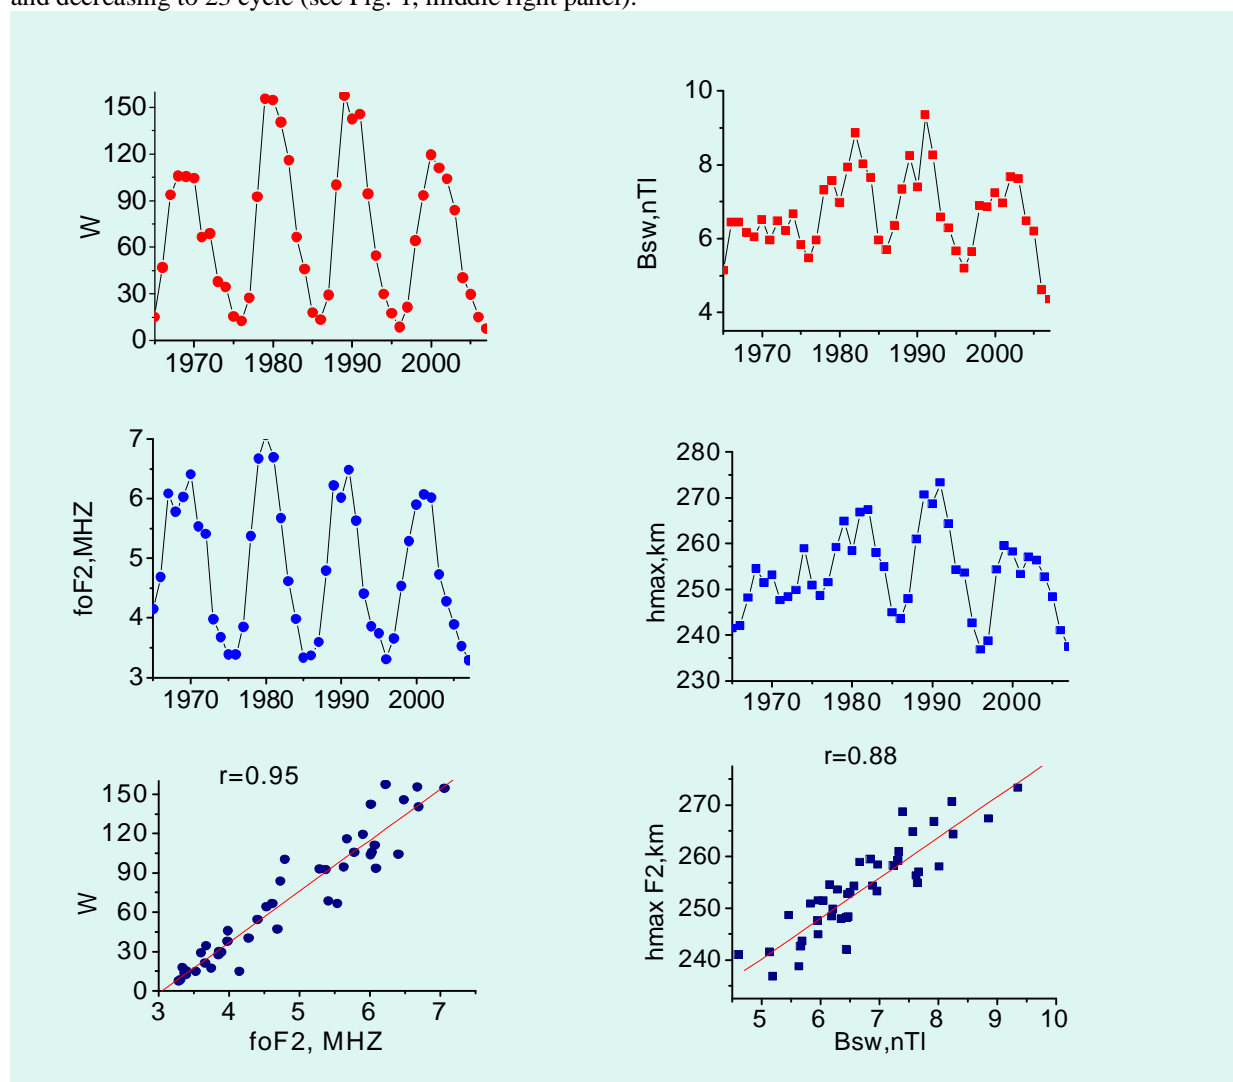 and decreasing to 23 cycle (see Fig. 1, middle right panel).
150
120
90
60
30
0
W
1970 1980 1990 2000
10
8
6
4
Bsw,nTl
1970 1980 1990 2000
7
6
5
4
3
foF2,MHZ
1970 1980 1990 2000
280
270
260
250
240
230
hmax,km
1970 1980 1990 2000
r=0.95
150
120
90
60
30
0
W
3 4 5 6 7
foF2, MHZ
r=0.88
270
260
250
240
hmax F2,km
5 6 7 8 9 10
Bsw,nTl